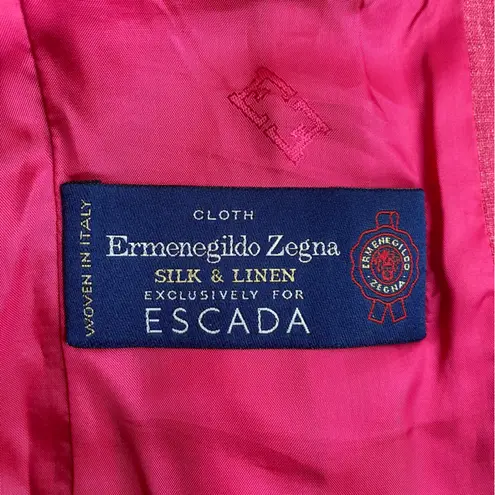 CLOTH
Ermenegildo Zegna
SILK & LINEN
EXCLUSIVELY FOR
ESCADA
WOVEN IN ITALY
ERMENEGILDO
ZEGNA